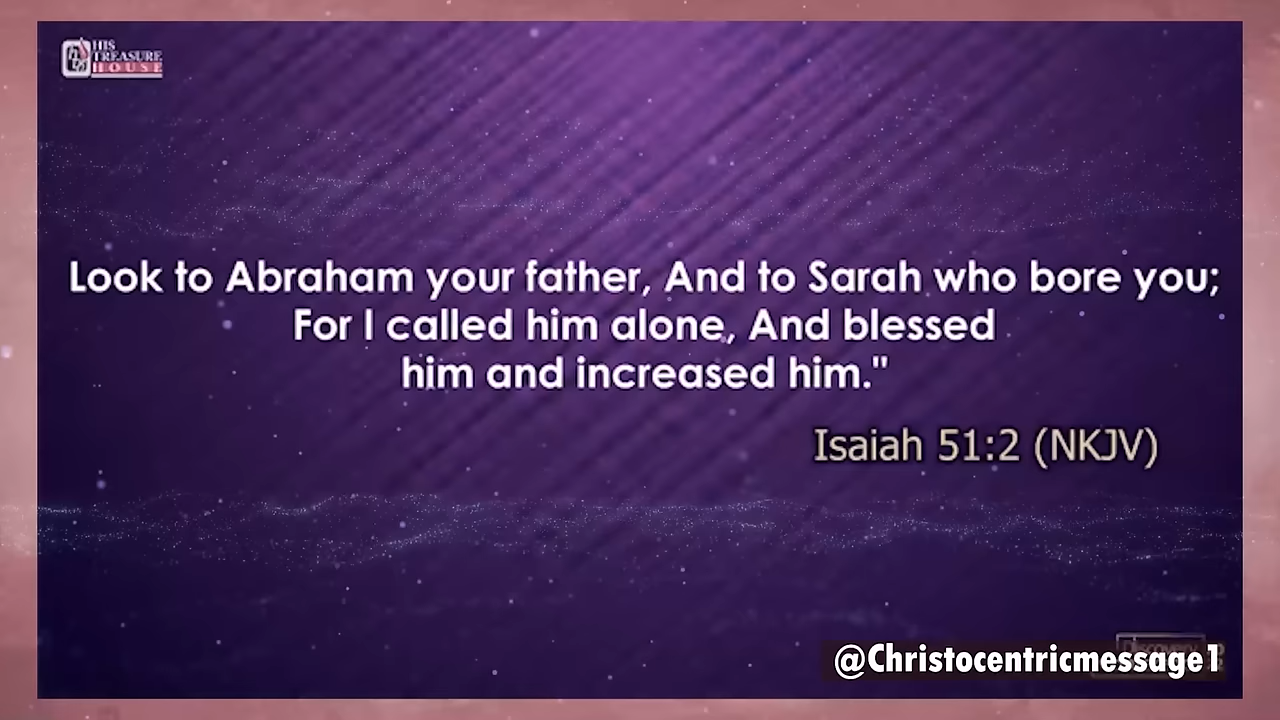 HIS
TREASURE
HOUSE
Look to Abraham your father, And to Sarah who bore you;
For I called him alone, And blessed
him and increased him."
Isaiah 51:2 (NKJV)
Discovery
@Christocentricmessage1